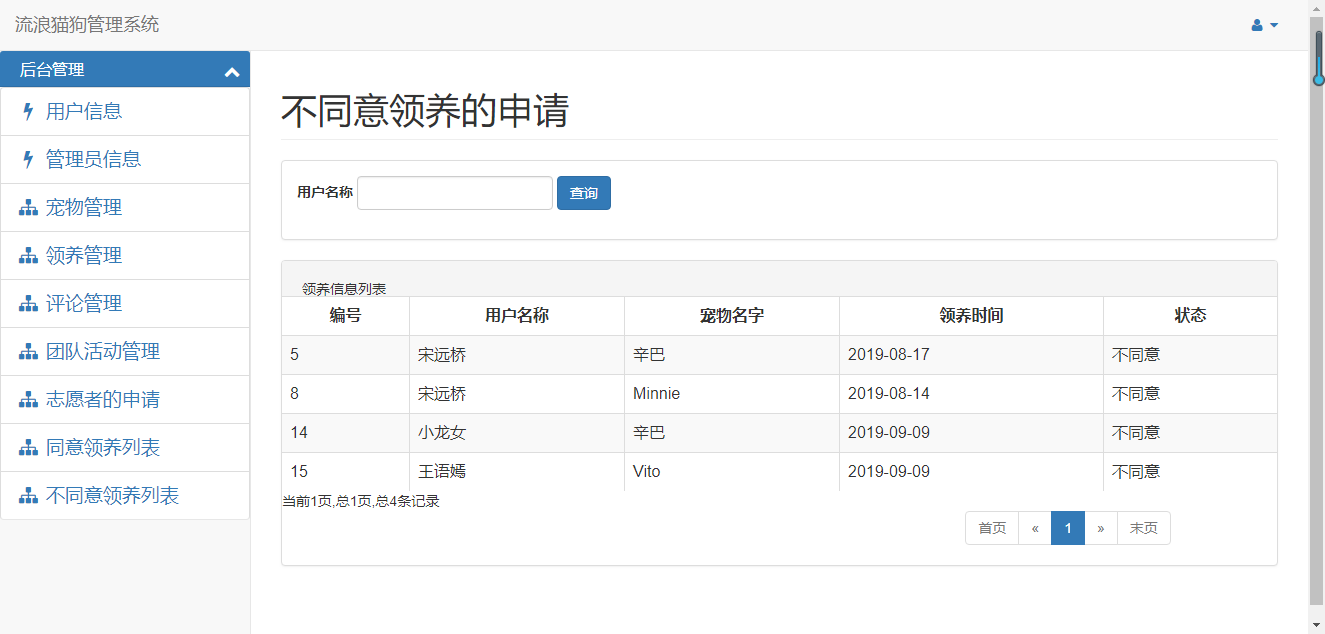 流浪猫狗管理系统
后台管理
用户信息
管理员信息
宠物管理
领养管理
评论管理
团队活动管理
志愿者的申请
同意领养列表
不同意领养列表
不同意领养的申请
用户名称 查询
领养信息列表
编号 用户名称 宠物名字 领养时间 状态
5 宋远桥 辛巴 2019-08-17 不同意
8 宋远桥 Minnie 2019-08-14 不同意
14 小龙女 辛巴 2019-09-09 不同意
15 王语嫣 Vito 2019-09-09 不同意
当前1页,总1页,总4条记录
首页 « 1 » 末页